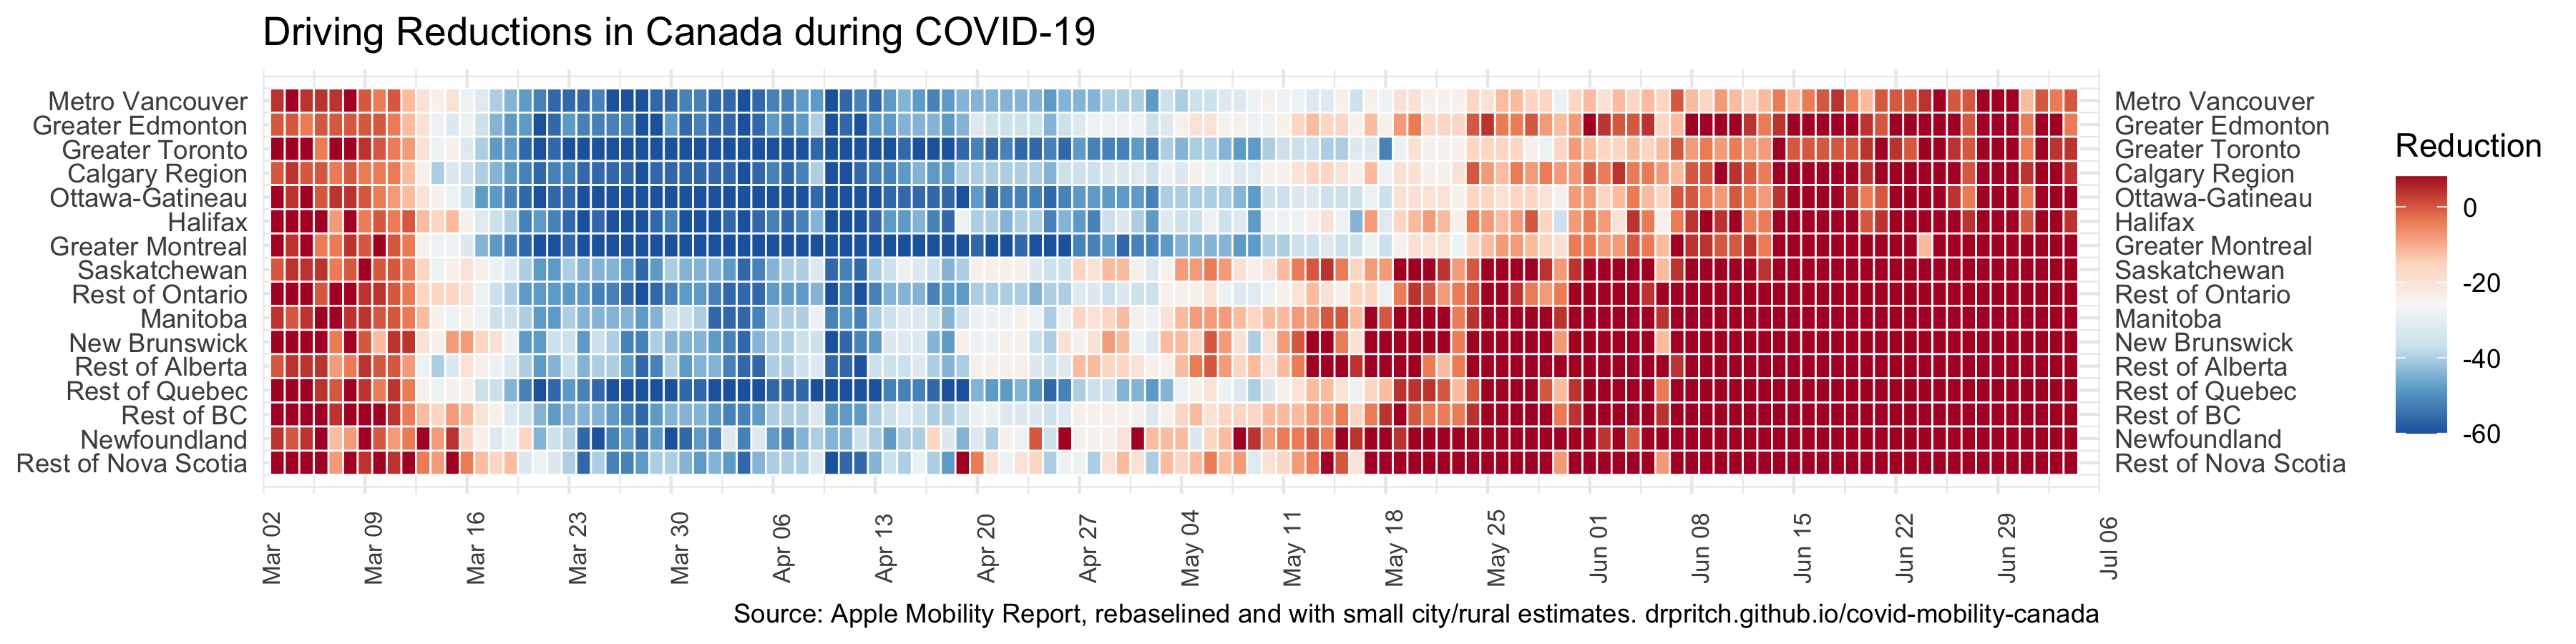 Driving Reductions in Canada during COVID-19
Metro Vancouver
Greater Edmonton
Greater Toronto
Calgary Region
Ottawa-Gatineau
Halifax
Greater Montreal
Saskatchewan
Rest of Ontario
Manitoba
New Brunswick
Rest of Alberta
Rest of Quebec
Rest of BC
Newfoundland
Rest of Nova Scotia
Metro Vancouver
Greater Edmonton
Greater Toronto
Calgary Region
Ottawa-Gatineau
Halifax
Greater Montreal
Saskatchewan
Rest of Ontario
Manitoba
New Brunswick
Rest of Alberta
Rest of Quebec
Rest of BC
Newfoundland
Rest of Nova Scotia
Reduction
0
-20
-40
-60
Mar 02
Mar 09
Mar 16
Mar 23
Mar 30
Apr 06
Apr 13
Apr 20
Apr 27
May 04
May 11
May 18
May 25
Jun 01
Jun 08
Jun 15
Jun 22
Jun 29
Jul 06
Source: Apple Mobility Report, rebaselined and with small city/rural estimates. drpritch.github.io/covid-mobility-canada